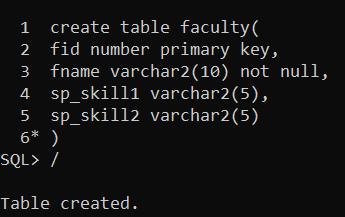 1 create table faculty(
2 fid number primary key,
3 fname varchar2(10) not null,
4 sp_skill1 varchar2(5),
5 sp_skill2 varchar2(5)
6* )
SQL> /
Table created.